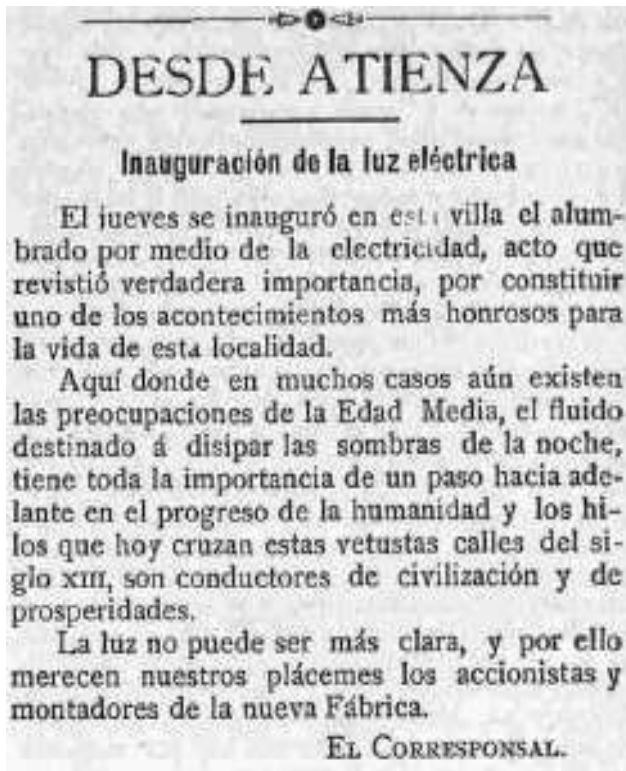 DESDE ATIENZA
Inauguración de la luz eléctrica
El jueves se inauguró en esta villa el alum-
brado por medio de la electricidad, acto que
revistió verdadera importancia, por constituir
uno de los acontecimientos más honrosos para
la vida de esta localidad.
Aquí donde en muchos casos aún existen
las preocupaciones de la Edad Media, el fluido
destinado á disipar las sombras de la noche,
tiene toda la importancia de un paso hacia ade-
lante en el progreso de la humanidad y los hi-
los que hoy cruzan estas vetustas calles del si-
glo XIII, son conductores de civilización y de
prosperidades.
La luz no puede ser más clara, y por ello
merecen nuestros plácemes los accionistas y
montadores de la nueva Fábrica.
EL CORRESPONSAL.